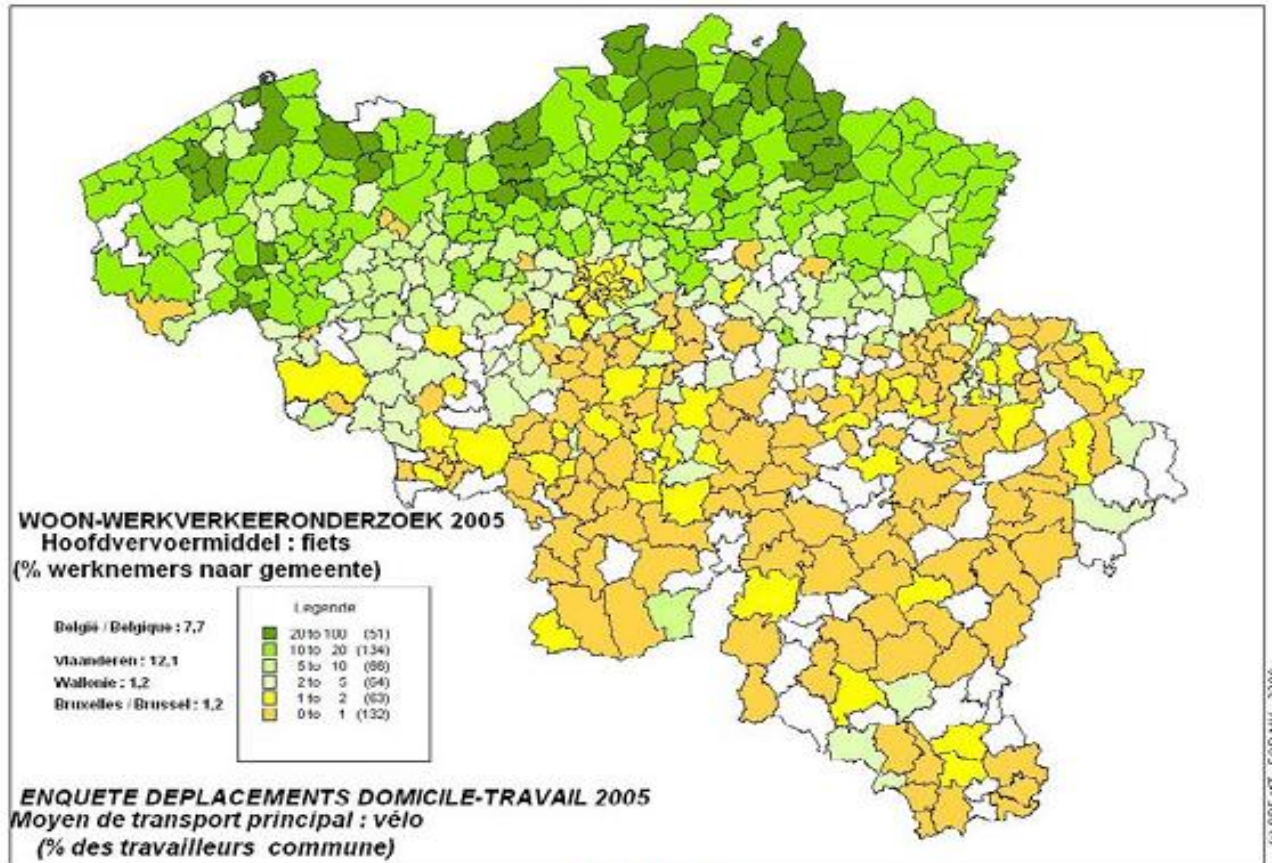 WOON-WERKVERKEERONDERZOEK 2005
Hoofdvervoermiddel : fiets
(% werknemers naar gemeente)
België / Belgique : 7,7
Vlaanderen : 12,1
Wallonie : 1,2
Bruxelles / Brussel : 1,2
Legende
20 to 100 (51)
10 to 20 (134)
5 to 10 (66)
2 to 5 (54)
1 to 2 (63)
0 to 1 (132)
ENQUETE DEPLACEMENTS DOMICILE-TRAVAIL 2005
Moyen de transport principal : vélo
(% des travailleurs commune)